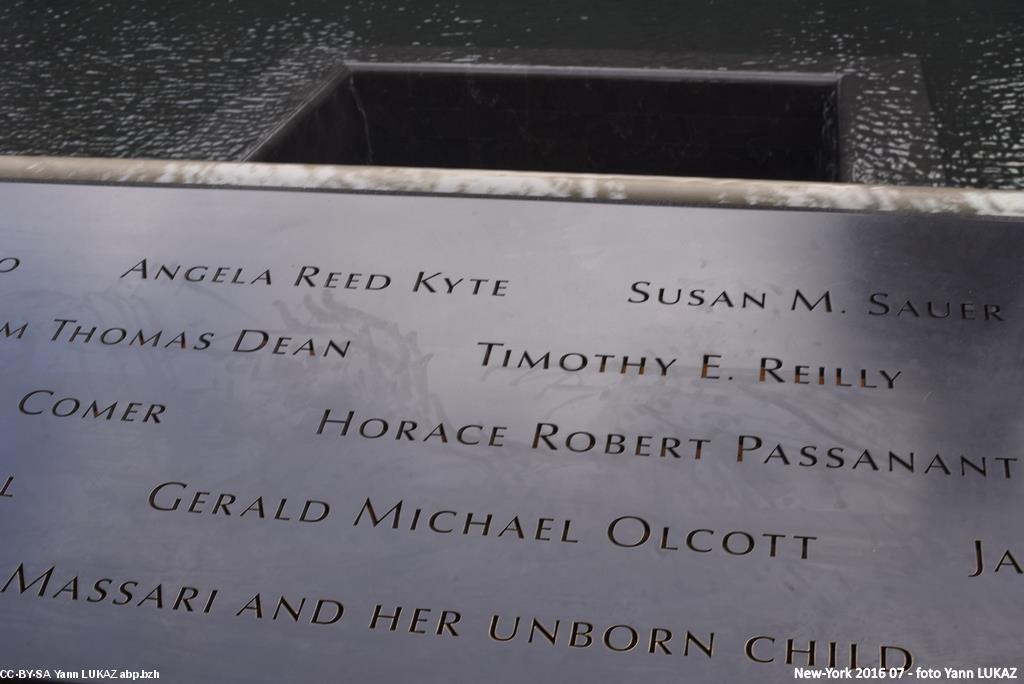 O ANGELA REED KYTE SUSAN M. SAUER
M THOMAS DEAN TIMOTHY E. REILLY
COMER HORACE ROBERT PASSANANT
L GERALD MICHAEL OLCOTT JA
MASSARI AND HER UNBORN CHILD
CC-BY-SA Yann LUKAZ abp.bzh
New-York 2016 07 - foto Yann LUKAZ